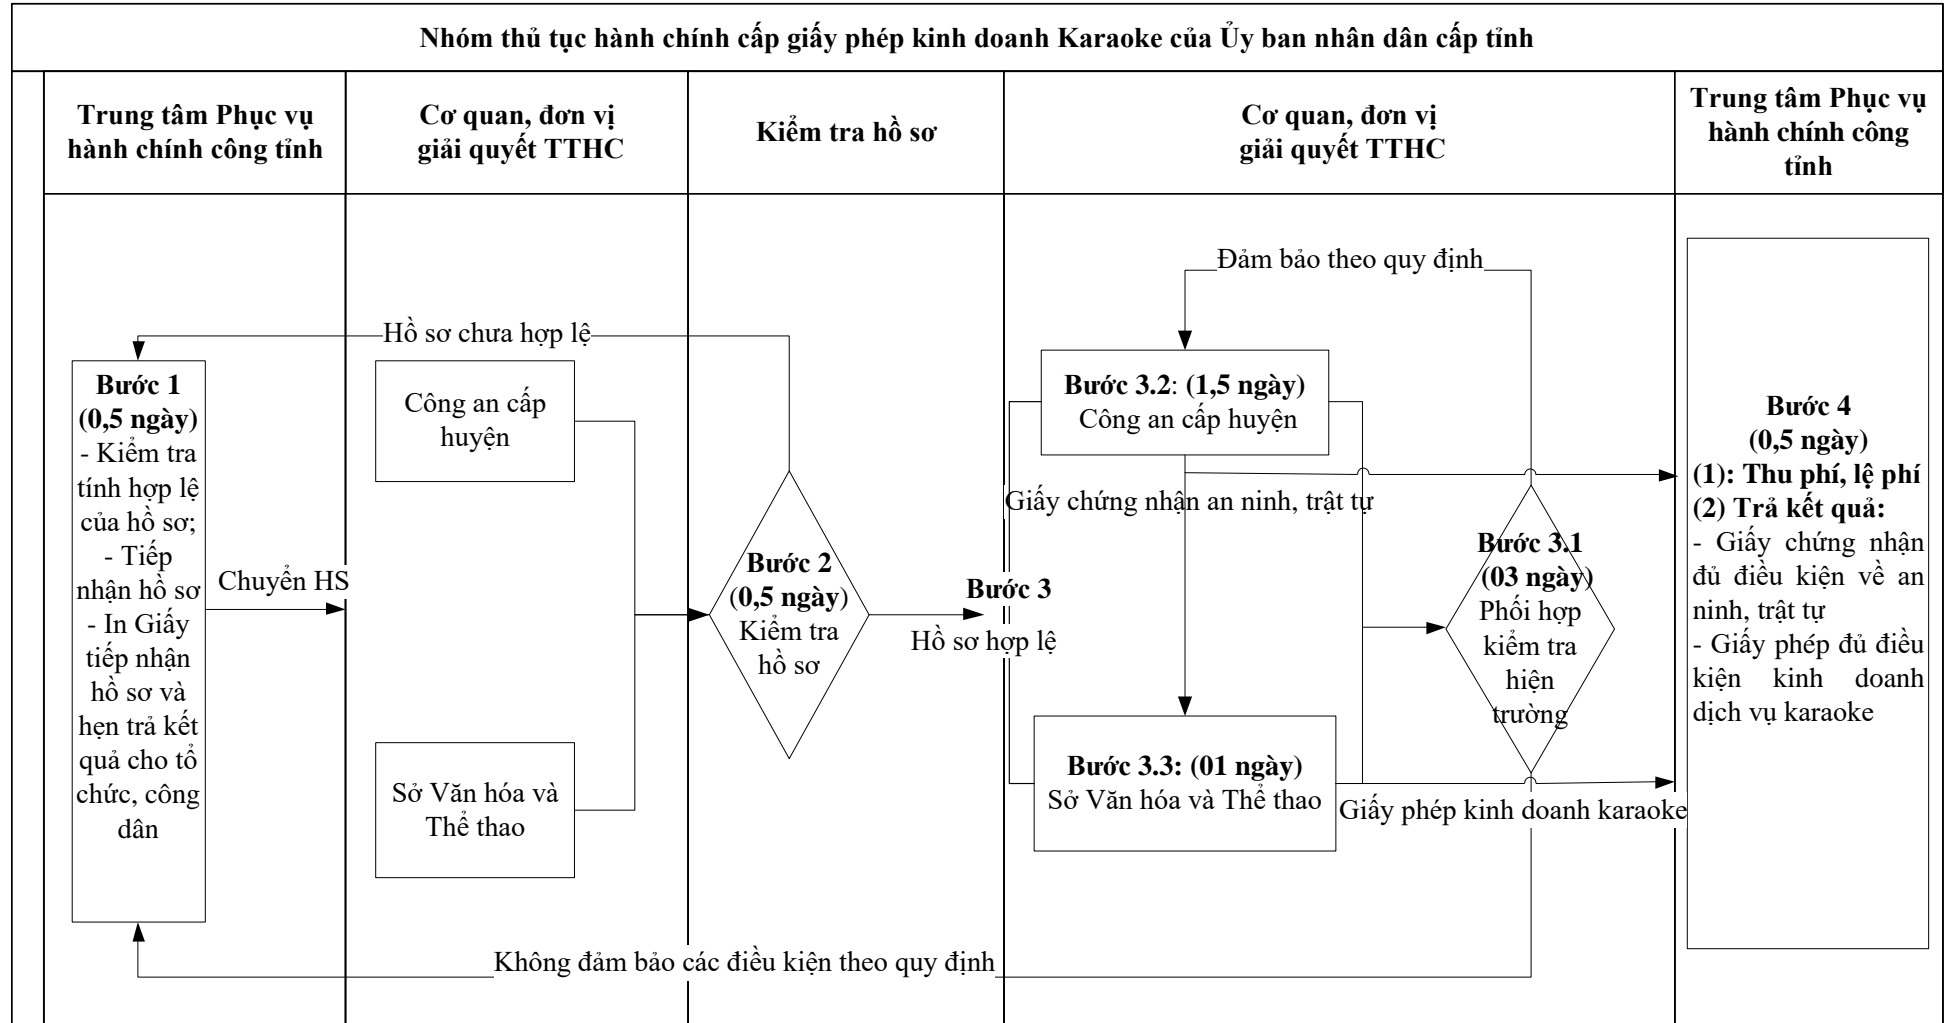 Nhóm thủ tục hành chính cấp giấy phép kinh doanh Karaoke của Ủy ban nhân dân cấp tỉnh
Trung tâm Phục vụ
hành chính công tỉnh
Cơ quan, đơn vị
giải quyết TTHC
Kiểm tra hồ sơ
Cơ quan, đơn vị
giải quyết TTHC
Trung tâm Phục vụ
hành chính công
tỉnh
Hồ sơ chưa hợp lệ
Bước 1
(0,5 ngày)
- Kiểm tra
tính hợp lệ
của hồ sơ;
- Tiếp
nhận hồ sơ
- In Giấy
tiếp nhận
hồ sơ và
hẹn trả kết
quả cho tổ
chức, công
dân
Chuyển HS
Công an cấp
huyện
Sở Văn hóa và
Thể thao
Bước 2
(0,5 ngày)
Kiểm tra
hồ sơ
Bước 3
Hồ sơ hợp lệ
Đảm bảo theo quy định
Bước 3.2: (1,5 ngày)
Công an cấp huyện
Giấy chứng nhận an ninh, trật tự
Bước 3.1
(03 ngày)
Phối hợp
kiểm tra
hiện
trường
Bước 3.3: (01 ngày)
Sở Văn hóa và Thể thao
Giấy phép kinh doanh karaoke
Không đảm bảo các điều kiện theo quy định
Bước 4
(0,5 ngày)
(1): Thu phí, lệ phí
(2) Trả kết quả:
- Giấy chứng nhận
đủ điều kiện về an
ninh, trật tự
- Giấy phép đủ điều
kiện kinh doanh
dịch vụ karaoke